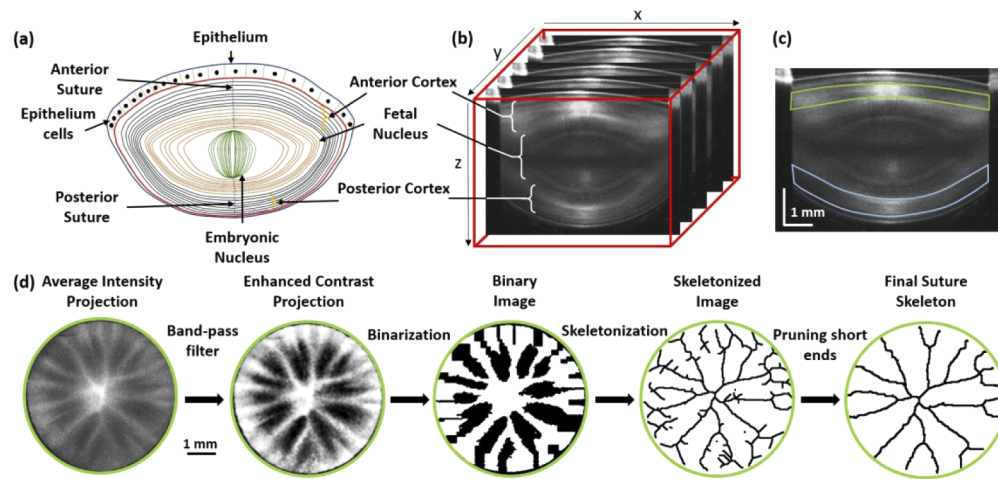 (a)
Epithelium
Anterior
Suture
Epithelium
cells
Posterior
Suture
Embryonic
Nucleus
Anterior Cortex
Fetal
Nucleus
Posterior Cortex
(b)
x
y
z
(c)
1 mm
(d)
Average Intensity
Projection
Band-pass
filter
1 mm
Enhanced Contrast
Projection
Binarization
Binary
Image
Skeletonization
Skeletonized
Image
Pruning short
ends
Final Suture
Skeleton